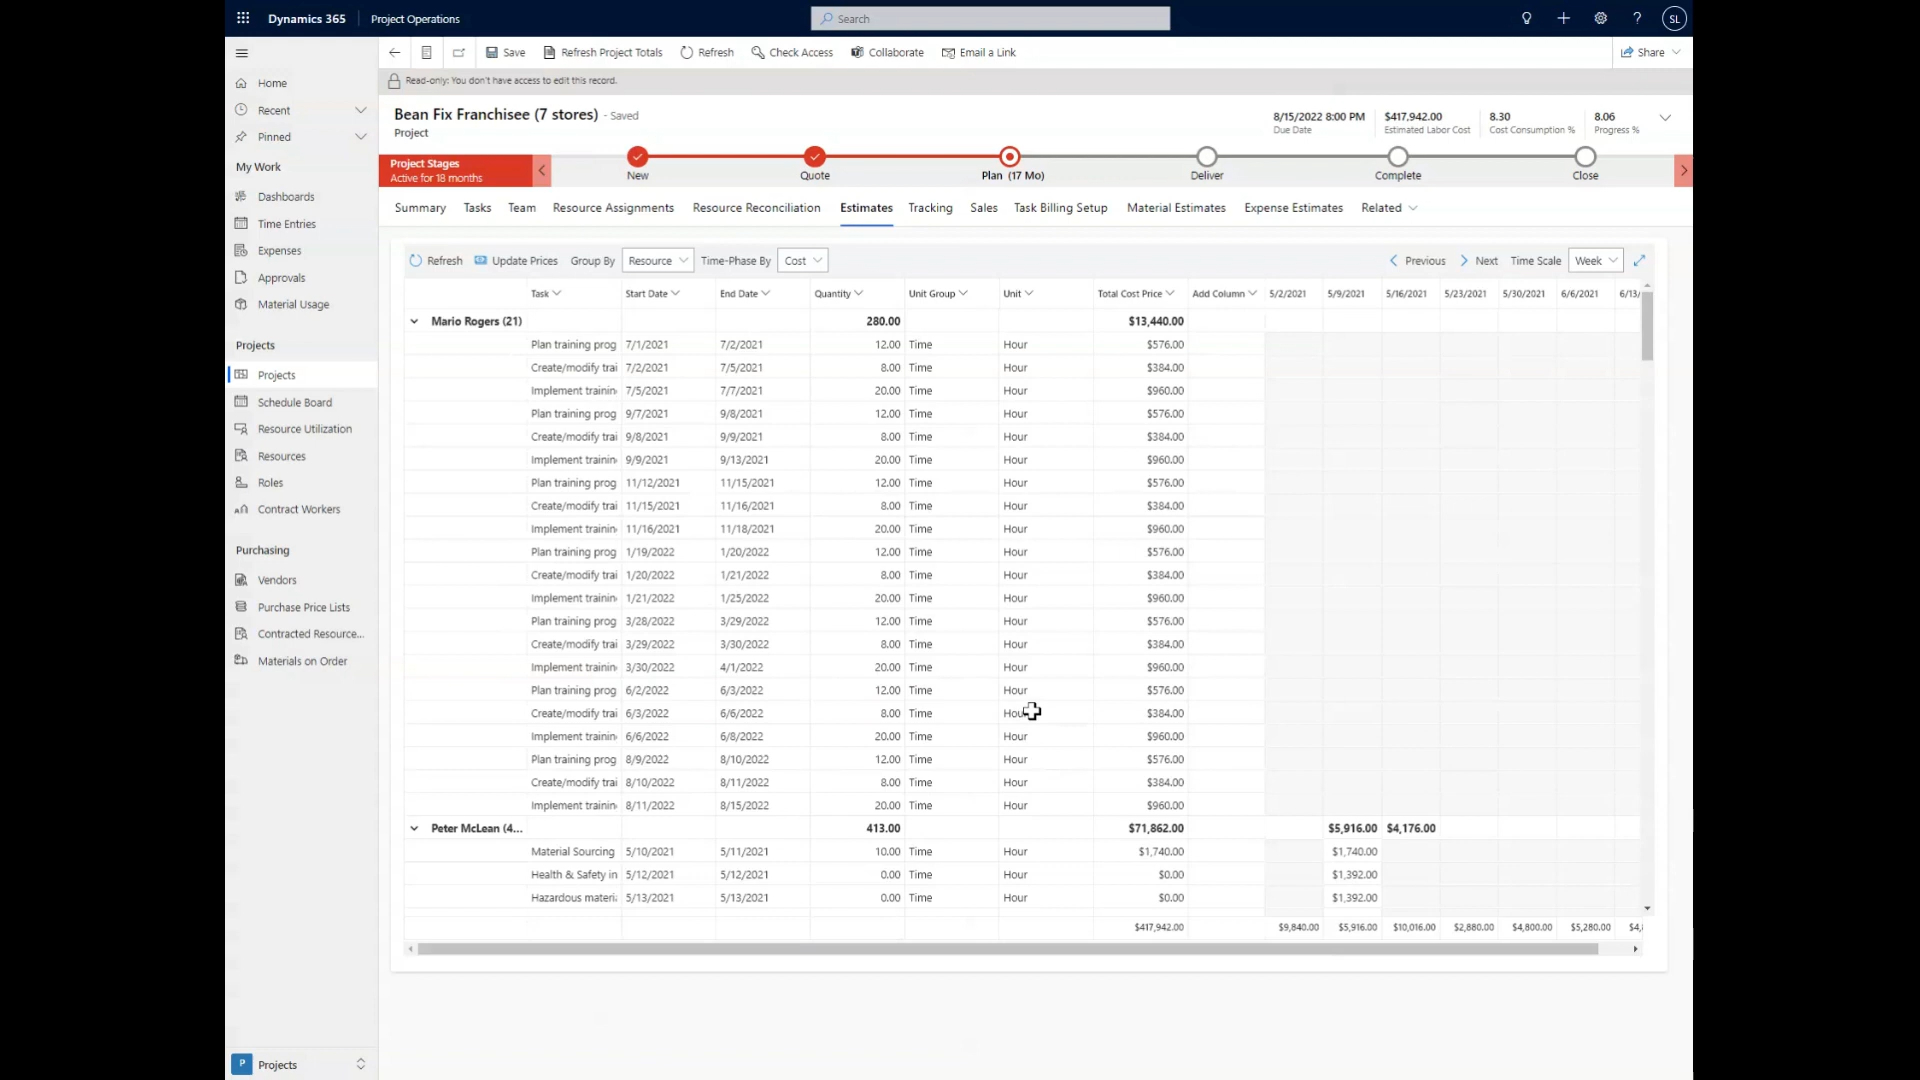 Dynamics 365 Project Operations Search ? SL
Save Refresh Project Totals Refresh Check Access Collaborate Email a Link Share
Read-only: You don't have access to edit this record.
Home
Recent
Pinned
My Work
Dashboards
Time Entries
Expenses
Approvals
Material Usage
Projects
Projects
Schedule Board
Resource Utilization
Resources
Roles
Contract Workers
Purchasing
Vendors
Purchase Price Lists
Contracted Resource...
Materials on Order
P Projects
Bean Fix Franchisee (7 stores) - Saved
Project
8/15/2022 8:00 PM $417,942.00 8.30 8.06
Due Date Estimated Labor Cost Cost Consumption % Progress %
Project Stages
Active for 18 months
New Quote Plan (17 Mo) Deliver Complete Close
Summary Tasks Team Resource Assignments Resource Reconciliation Estimates Tracking Sales Task Billing Setup Material Estimates Expense Estimates Related
Refresh Update Prices Group By Resource Time-Phase By Cost Previous Next Time Scale Week
Task Start Date End Date Quantity Unit Group Unit Total Cost Price Add Column 5/2/2021 5/9/2021 5/16/2021 5/23/2021 5/30/2021 6/6/2021 6/13/
Mario Rogers (21) 280.00 $13,440.00
Plan training prog 7/1/2021 7/2/2021 12.00 Time Hour $576.00
Create/modify trai 7/2/2021 7/5/2021 8.00 Time Hour $384.00
Implement trainin 7/5/2021 7/7/2021 20.00 Time Hour $960.00
Plan training prog 9/7/2021 9/8/2021 12.00 Time Hour $576.00
Create/modify trai 9/8/2021 9/9/2021 8.00 Time Hour $384.00
Implement trainin 9/9/2021 9/13/2021 20.00 Time Hour $960.00
Plan training prog 11/12/2021 11/15/2021 12.00 Time Hour $576.00
Create/modify trai 11/15/2021 11/16/2021 8.00 Time Hour $384.00
Implement trainin 11/16/2021 11/18/2021 20.00 Time Hour $960.00
Plan training prog 1/19/2022 1/20/2022 12.00 Time Hour $576.00
Create/modify trai 1/20/2022 1/21/2022 8.00 Time Hour $384.00
Implement trainin 1/21/2022 1/25/2022 20.00 Time Hour $960.00
Plan training prog 3/28/2022 3/29/2022 12.00 Time Hour $576.00
Create/modify trai 3/29/2022 3/30/2022 8.00 Time Hour $384.00
Implement trainin 3/30/2022 4/1/2022 20.00 Time Hour $960.00
Plan training prog 6/2/2022 6/3/2022 12.00 Time Hour $576.00
Create/modify trai 6/3/2022 6/6/2022 8.00 Time Hour $384.00
Implement trainin 6/6/2022 6/8/2022 20.00 Time Hour $960.00
Plan training prog 8/9/2022 8/10/2022 12.00 Time Hour $576.00
Create/modify trai 8/10/2022 8/11/2022 8.00 Time Hour $384.00
Implement trainin 8/11/2022 8/15/2022 20.00 Time Hour $960.00
Peter McLean (4... 413.00 $71,862.00 $5,916.00 $4,176.00
Material Sourcing 5/10/2021 5/11/2021 10.00 Time Hour $1,740.00 $1,740.00
Health & Safety in 5/12/2021 5/12/2021 0.00 Time Hour $0.00 $1,392.00
Hazardous materi 5/13/2021 5/13/2021 0.00 Time Hour $0.00 $1,392.00
$417,942.00 $9,840.00 $5,916.00 $10,016.00 $2,880.00 $4,800.00 $5,280.00 $4,